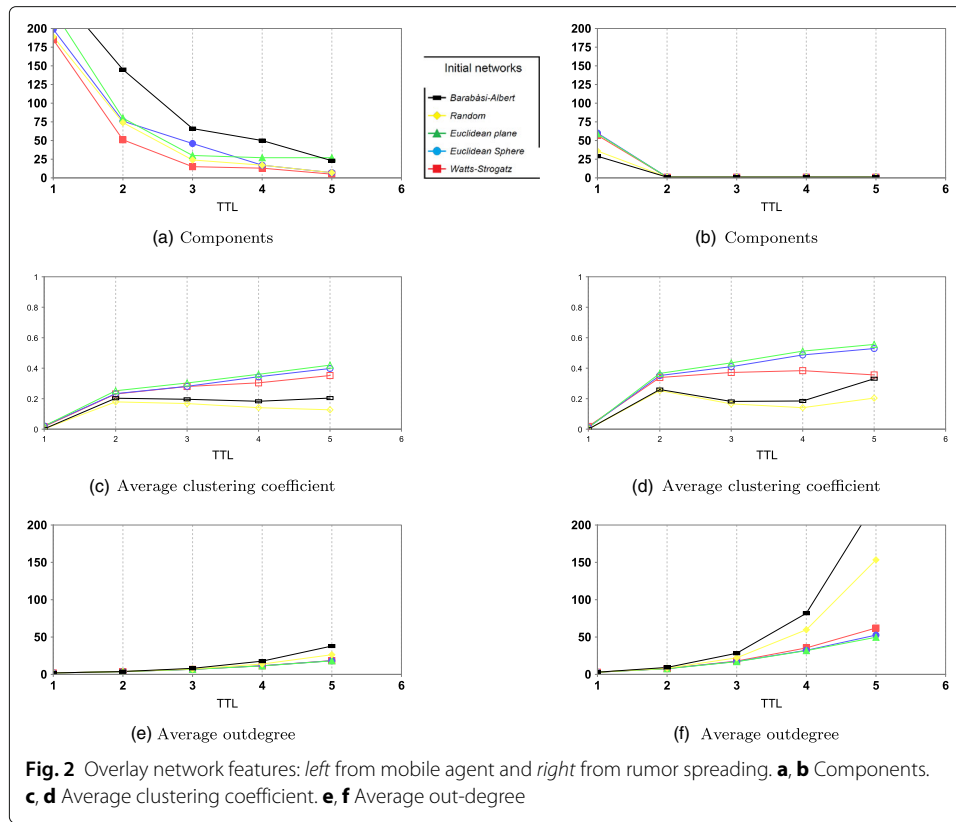 200
175
150
125
100
75
50
25
0
1 2 3 4 5 6
TTL
(a) Components
Initial networks
Barabàsi-Albert
Random
Euclidean plane
Euclidean Sphere
Watts-Strogatz
200
175
150
125
100
75
50
25
0
1 2 3 4 5 6
TTL
(b) Components
1
0.8
0.6
0.4
0.2
0
1 2 3 4 5 6
TTL
(c) Average clustering coefficient
1
0.8
0.6
0.4
0.2
0
1 2 3 4 5 6
TTL
(d) Average clustering coefficient
200
150
100
50
0
1 2 3 4 5 6
TTL
(e) Average outdegree
200
150
100
50
0
1 2 3 4 5 6
TTL
(f) Average outdegree
Fig. 2 Overlay network features: left from mobile agent and right from rumor spreading. a, b Components.
c, d Average clustering coefficient. e, f Average out-degree